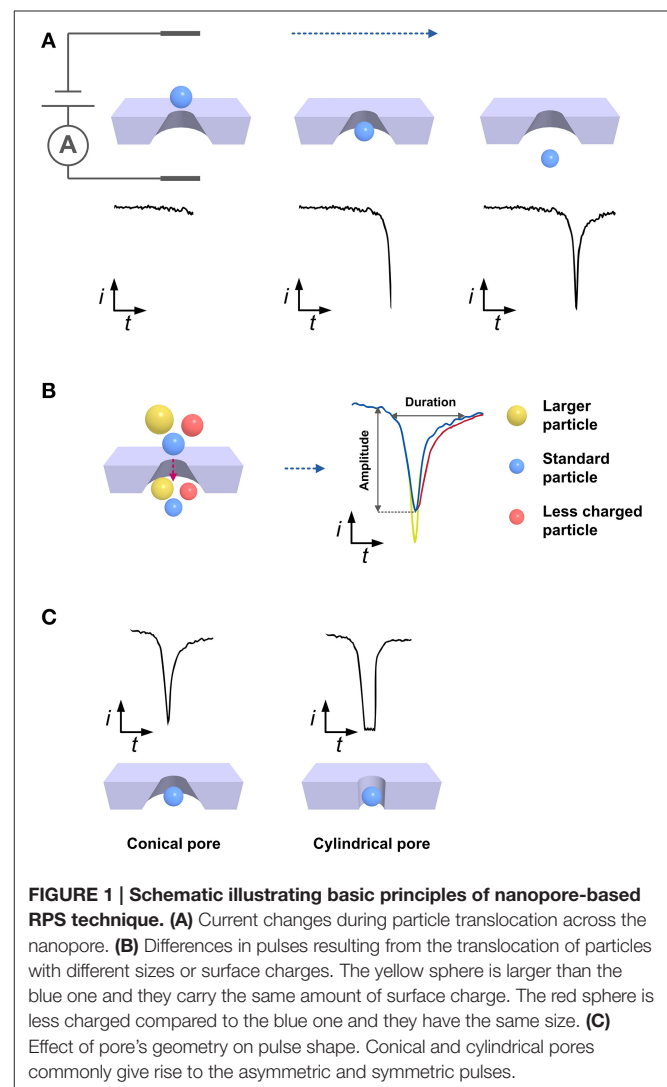 A
A
i
t
i
t
i
t
B
Duration
Amplitude
i
t
Larger
particle
Standard
particle
Less charged
particle
C
i
t
i
t
Conical pore
Cylindrical pore
FIGURE 1 | Schematic illustrating basic principles of nanopore-based
RPS technique. (A) Current changes during particle translocation across the
nanopore. (B) Differences in pulses resulting from the translocation of particles
with different sizes or surface charges. The yellow sphere is larger than the
blue one and they carry the same amount of surface charge. The red sphere is
less charged compared to the blue one and they have the same size. (C)
Effect of pore's geometry on pulse shape. Conical and cylindrical pores
commonly give rise to the asymmetric and symmetric pulses.